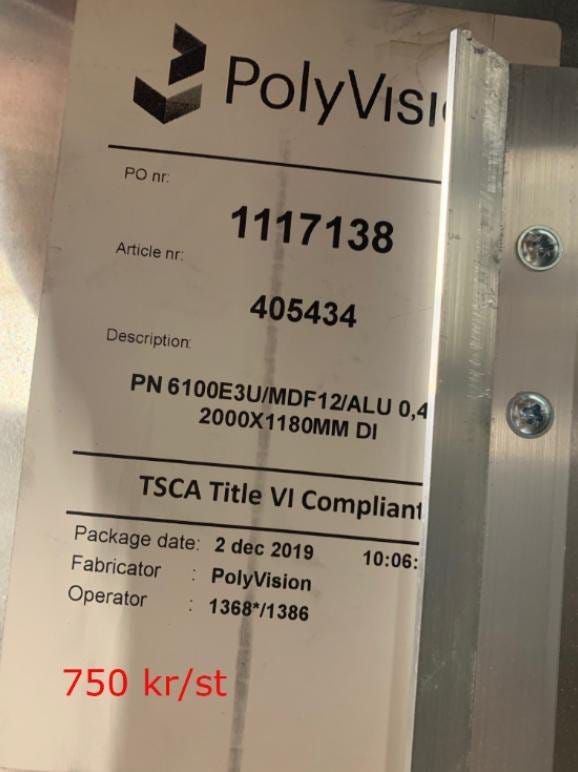 POLYVISI
PO nr:
1117138
Article nr:
405434
Description:
PN 6100E3U/MDF12/ALU 0,4
2000X1180MM DI
TSCA Title VI Compliant
Package date: 2 dec 2019 10:06:
Fabricator : PolyVision
Operator : 1368*/1386
750 kr/st